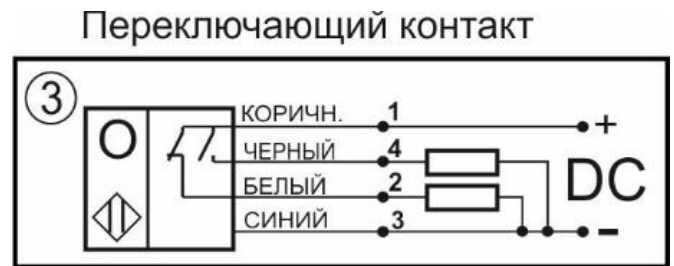 Переключающий контакт
3
КОРИЧН. 1 +
О ЧЕРНЫЙ 4
БЕЛЫЙ 2 DC
СИНИЙ 3 -